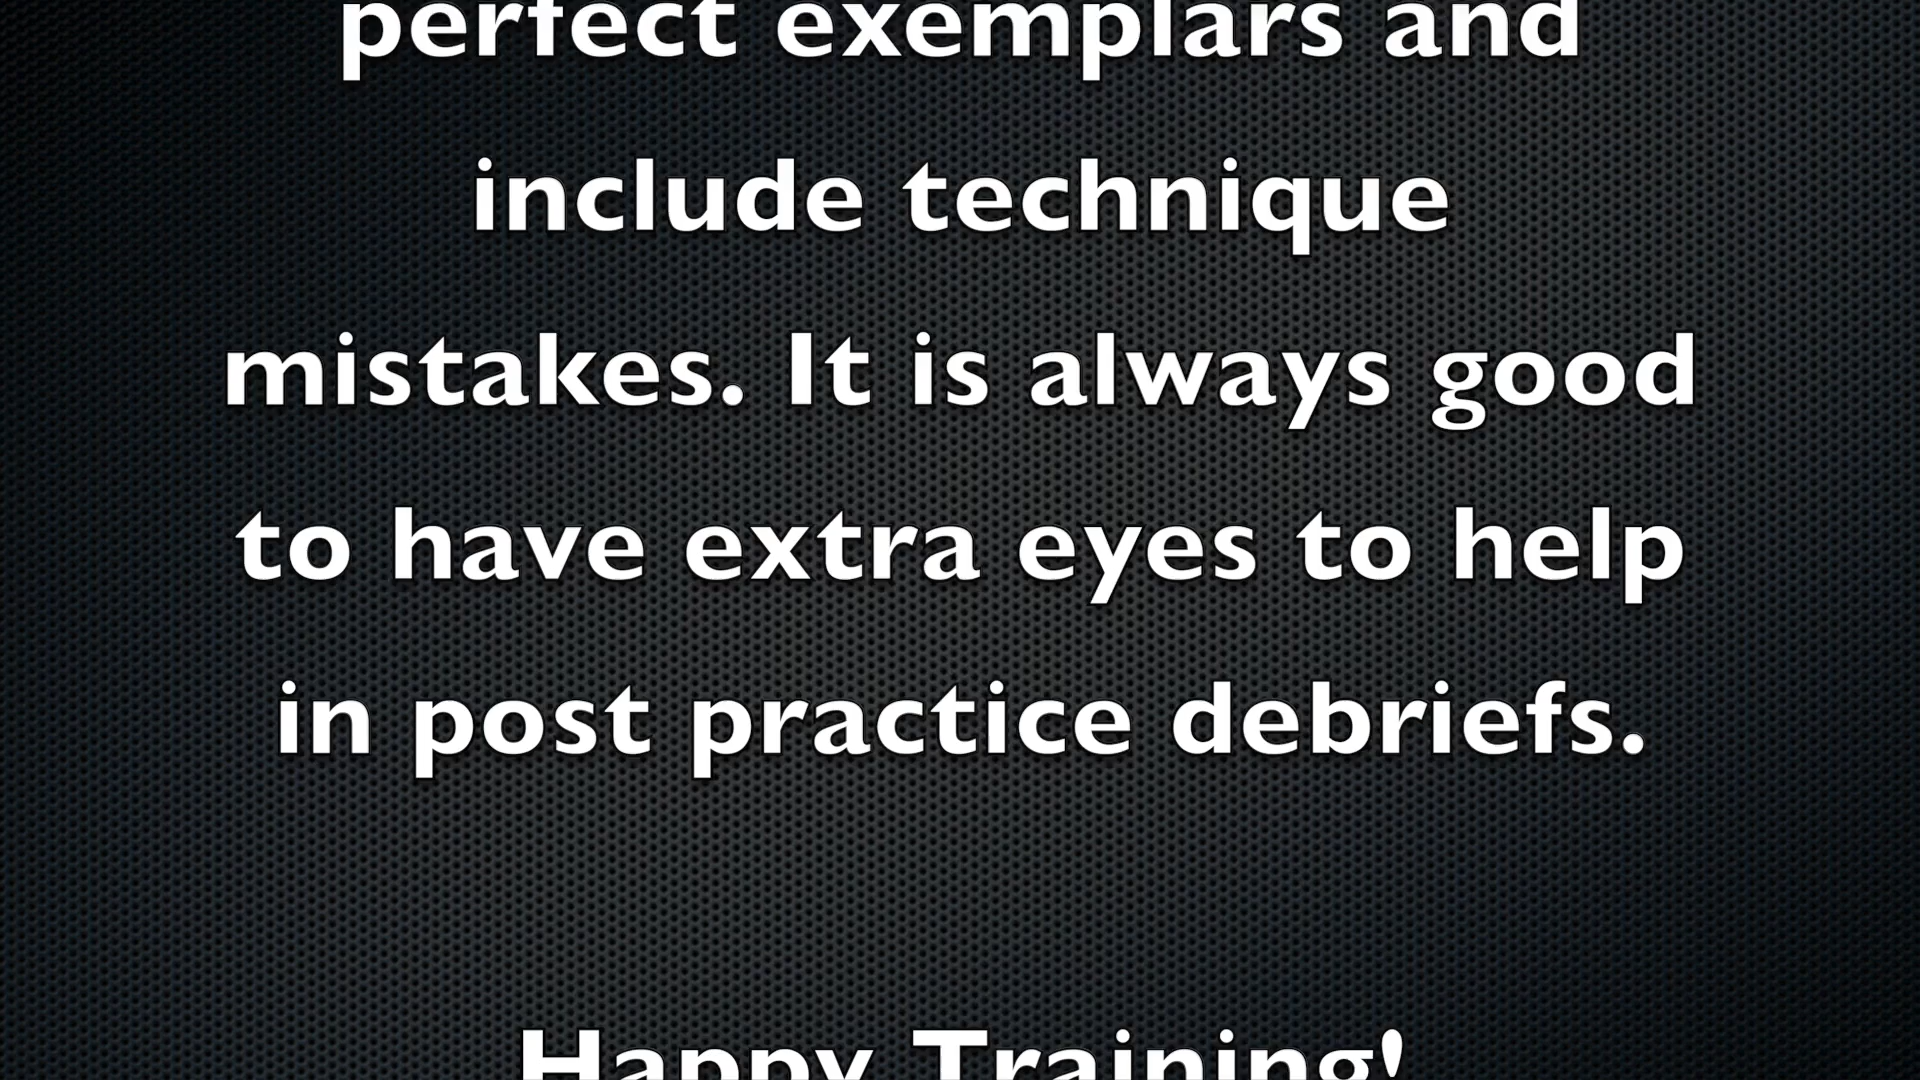 perfect exemplars and
include technique
mistakes. It is always good
to have extra eyes to help
in post practice debriefs.
Happy Training!